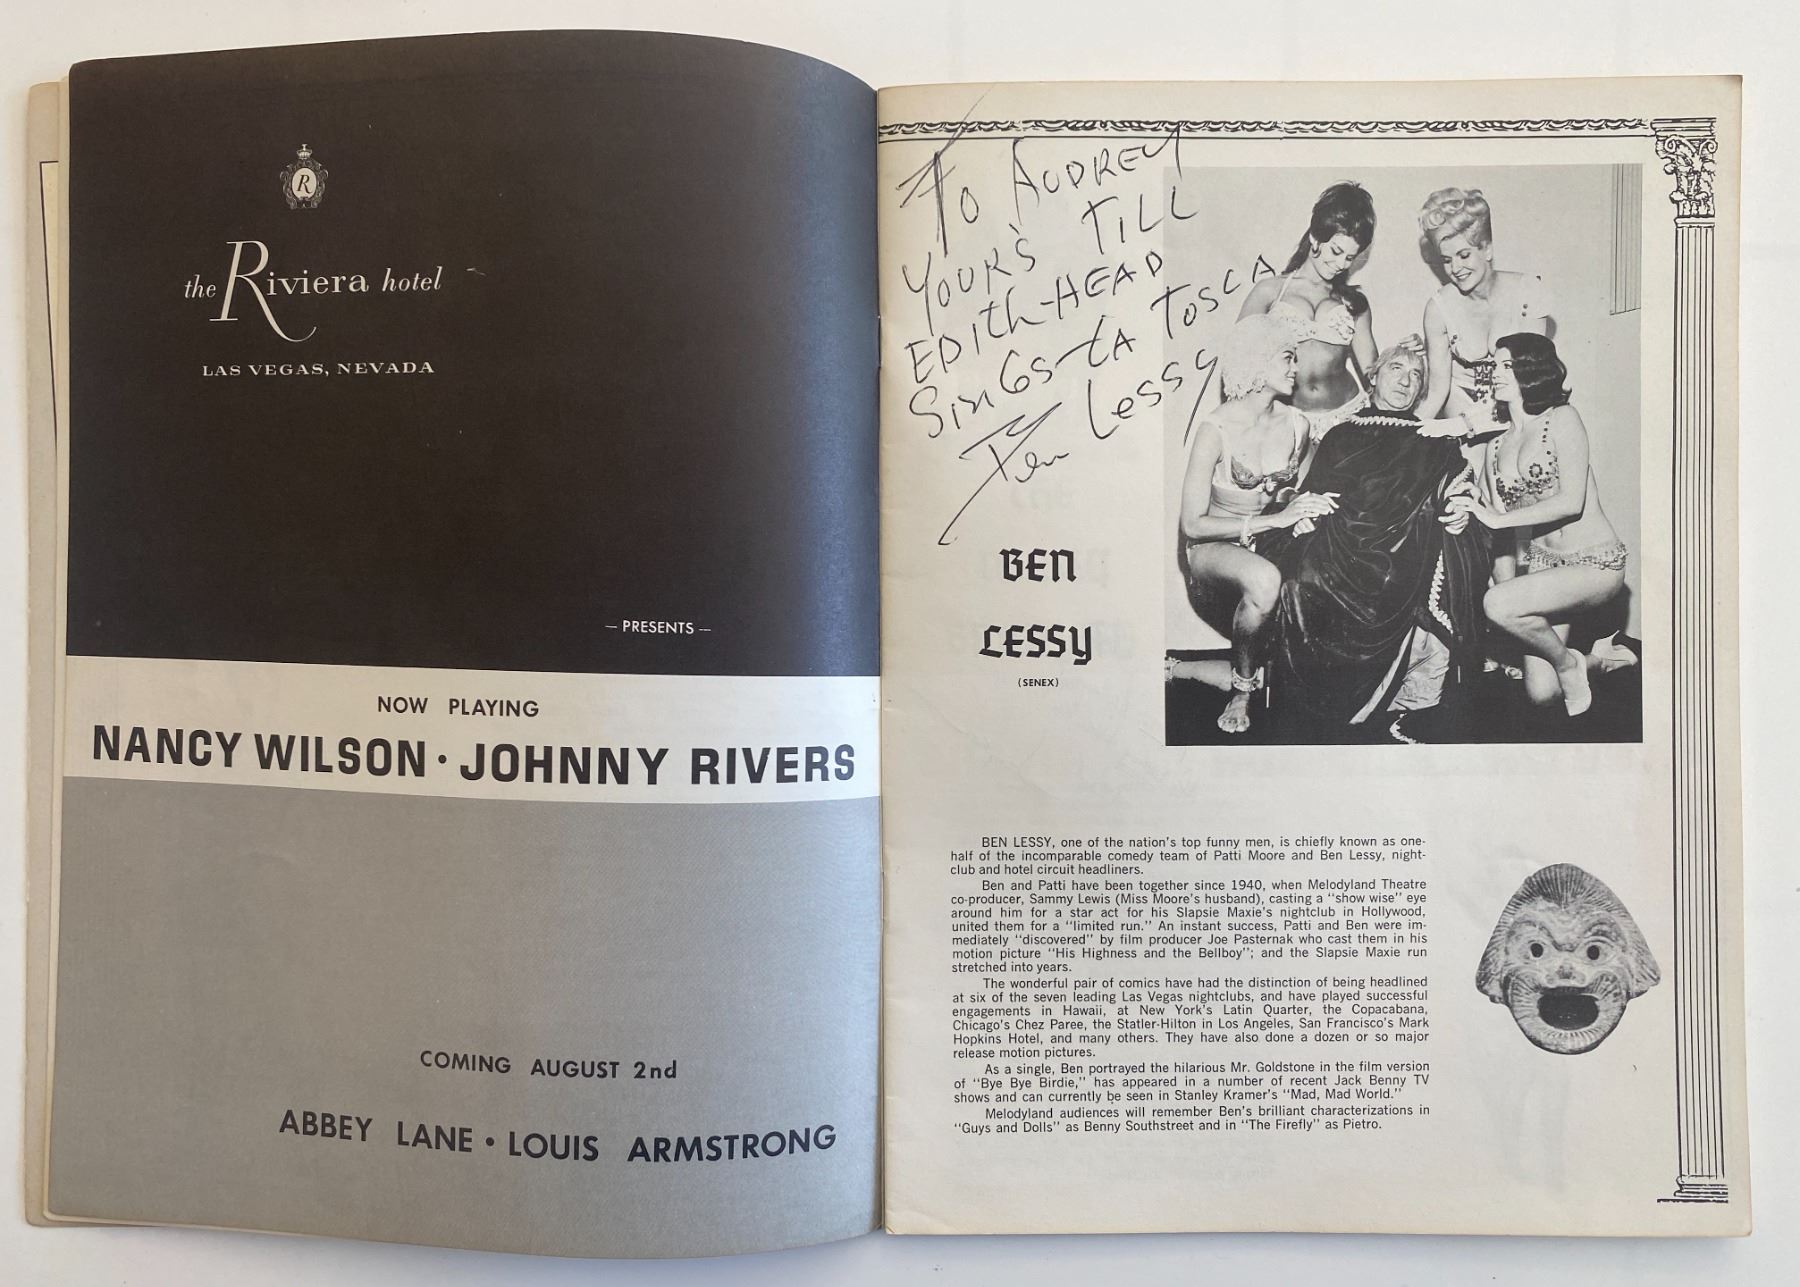 R
the Riviera hotel
LAS VEGAS, NEVADA
— PRESENTS —
NOW PLAYING
NANCY WILSON • JOHNNY RIVERS
COMING AUGUST 2nd
ABBEY LANE • LOUIS ARMSTRONG
To AUDREY
YOUR'S TILL
EDITH-HEAD
SINGS-LA TOSCA
Ben Lessy
BEN
LESSY
(SENEX)
BEN LESSY, one of the nation's top funny men, is chiefly known as one-
half of the incomparable comedy team of Patti Moore and Ben Lessy, night-
club and hotel circuit headliners.
Ben and Patti have been together since 1940, when Melodyland Theatre
co-producer, Sammy Lewis (Miss Moore's husband), casting a "show wise" eye
around him for a star act for his Slapsie Maxie's nightclub in Hollywood,
united them for a "limited run." An instant success, Patti and Ben were im-
mediately "discovered" by film producer Joe Pasternak who cast them in his
motion picture "His Highness and the Bellboy"; and the Slapsie Maxie run
stretched into years.
The wonderful pair of comics have had the distinction of being headlined
at six of the seven leading Las Vegas nightclubs, and have played successful
engagements in Hawaii, at New York's Latin Quarter, the Copacabana,
Chicago's Chez Paree, the Statler-Hilton in Los Angeles, San Francisco's Mark
Hopkins Hotel, and many others. They have also done a dozen or so major
release motion pictures.
As a single, Ben portrayed the hilarious Mr. Goldstone in the film version
of "Bye Bye Birdie," has appeared in a number of recent Jack Benny TV
shows and can currently be seen in Stanley Kramer's "Mad, Mad World."
Melodyland audiences will remember Ben's brilliant characterizations in
"Guys and Dolls" as Benny Southstreet and in "The Firefly" as Pietro.